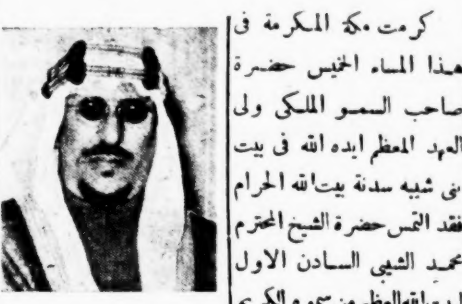 كرمت مكة المكرمة فى
هذا المساء الخميس حضرة
صاحب السمو الملكى ولى
العهد المعظم ايده الله فى بيت
بنى شيبه سدنة بيت الله الحرام
فقد التمس حضرة الشيخ المحترم
محمد الشيبى السادن الاول